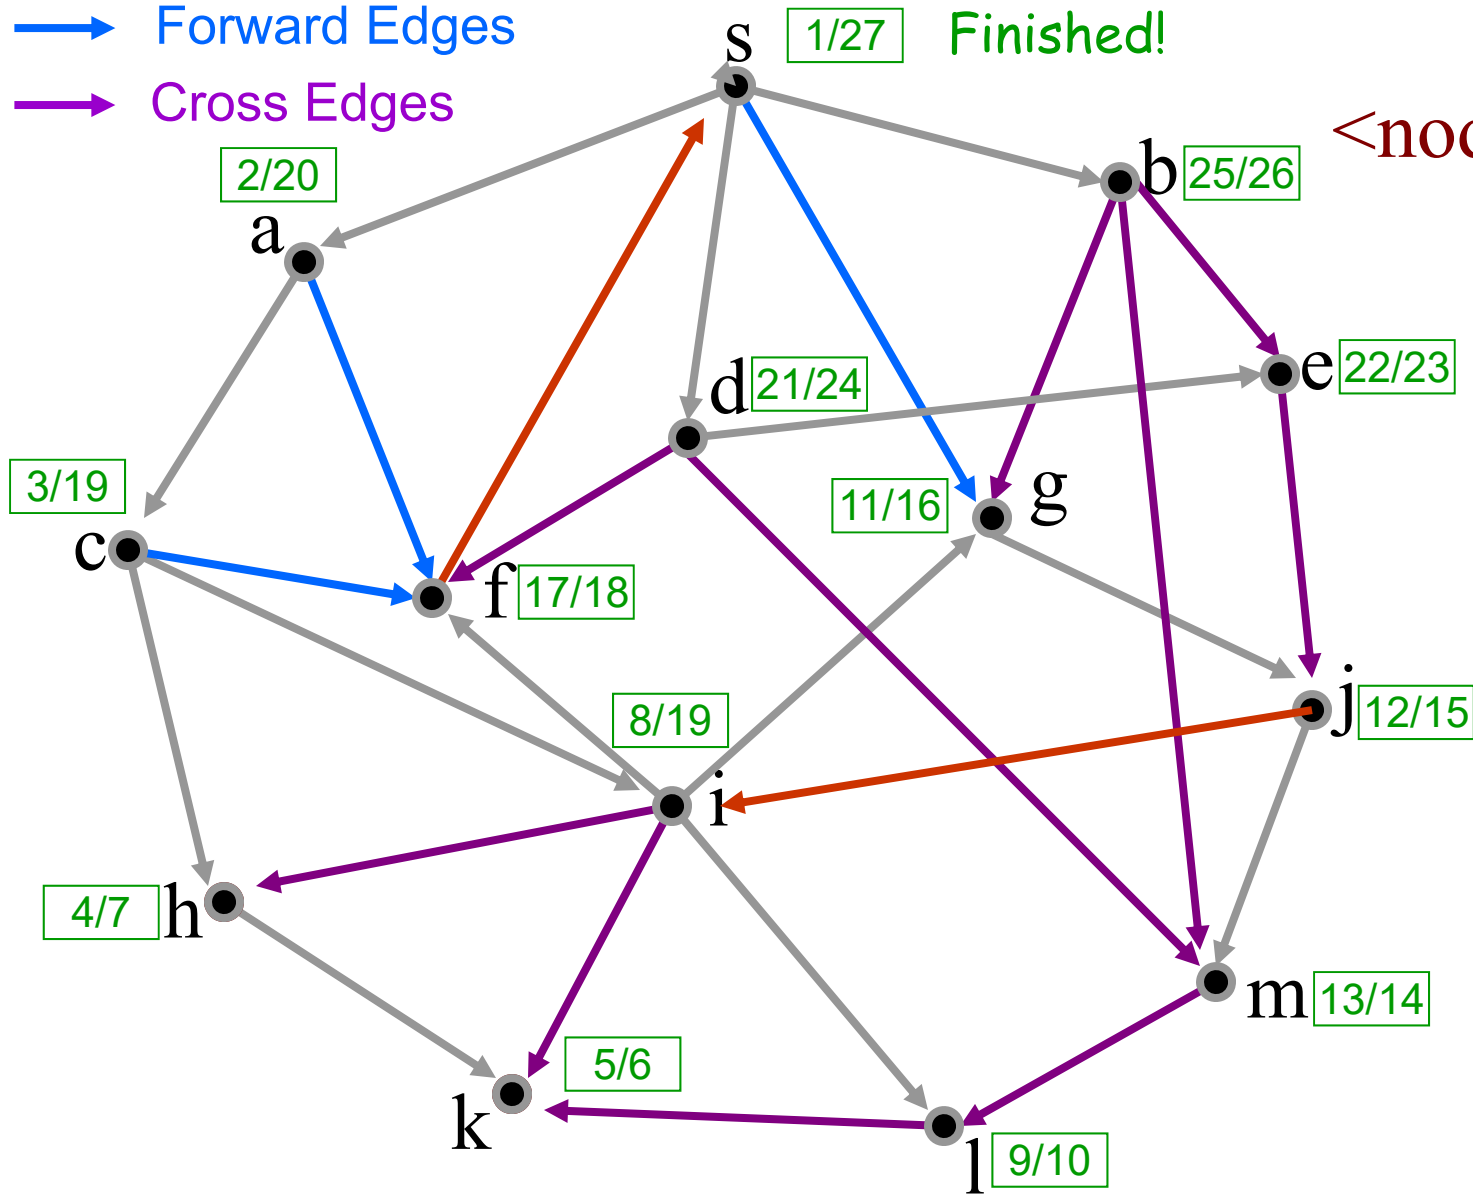 Forward Edges
Cross Edges
s 1/27 Finished!
<nod
b 25/26
2/20
a
d 21/24
e 22/23
3/19
c
g
11/16
f 17/18
j 12/15
8/19
i
4/7 h
m 13/14
5/6
k
l 9/10